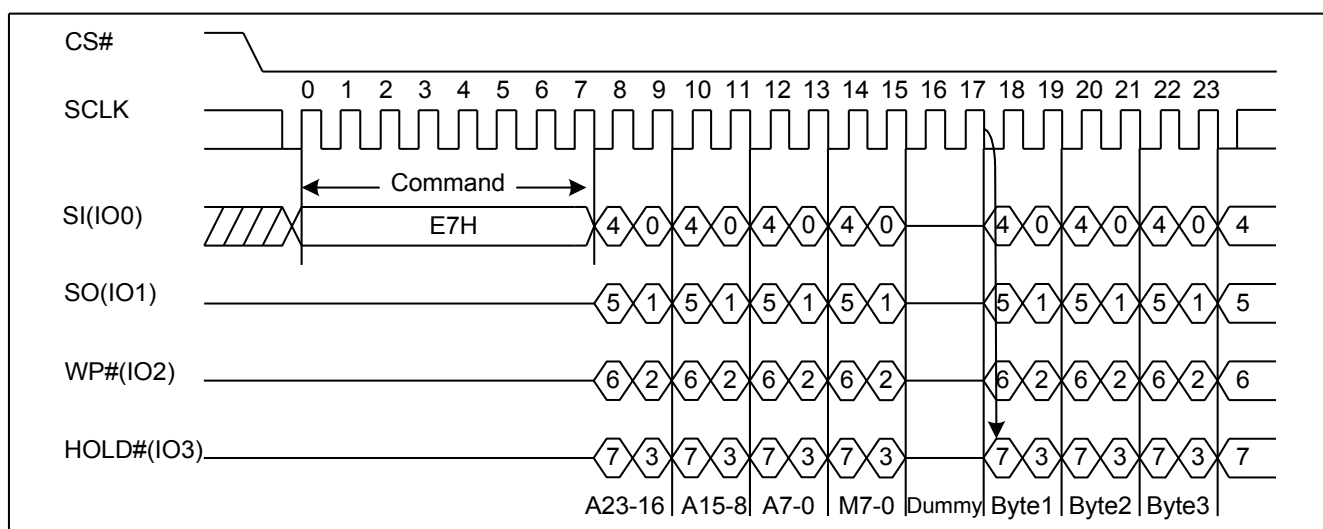 CS#
0 1 2 3 4 5 6 7 8 9 10 11 12 13 14 15 16 17 18 19 20 21 22 23
SCLK
Command
SI(IO0) E7H 4 0 4 0 4 0 4 0 4 0 4 0 4 0 4
SO(IO1) 5 1 5 1 5 1 5 1 5 1 5 1 5 1 5
WP#(IO2) 6 2 6 2 6 2 6 2 6 2 6 2 6 2 6
HOLD#(IO3) 7 3 7 3 7 3 7 3 7 3 7 3 7 3 7
A23-16 A15-8 A7-0 M7-0 Dummy Byte1 Byte2 Byte3